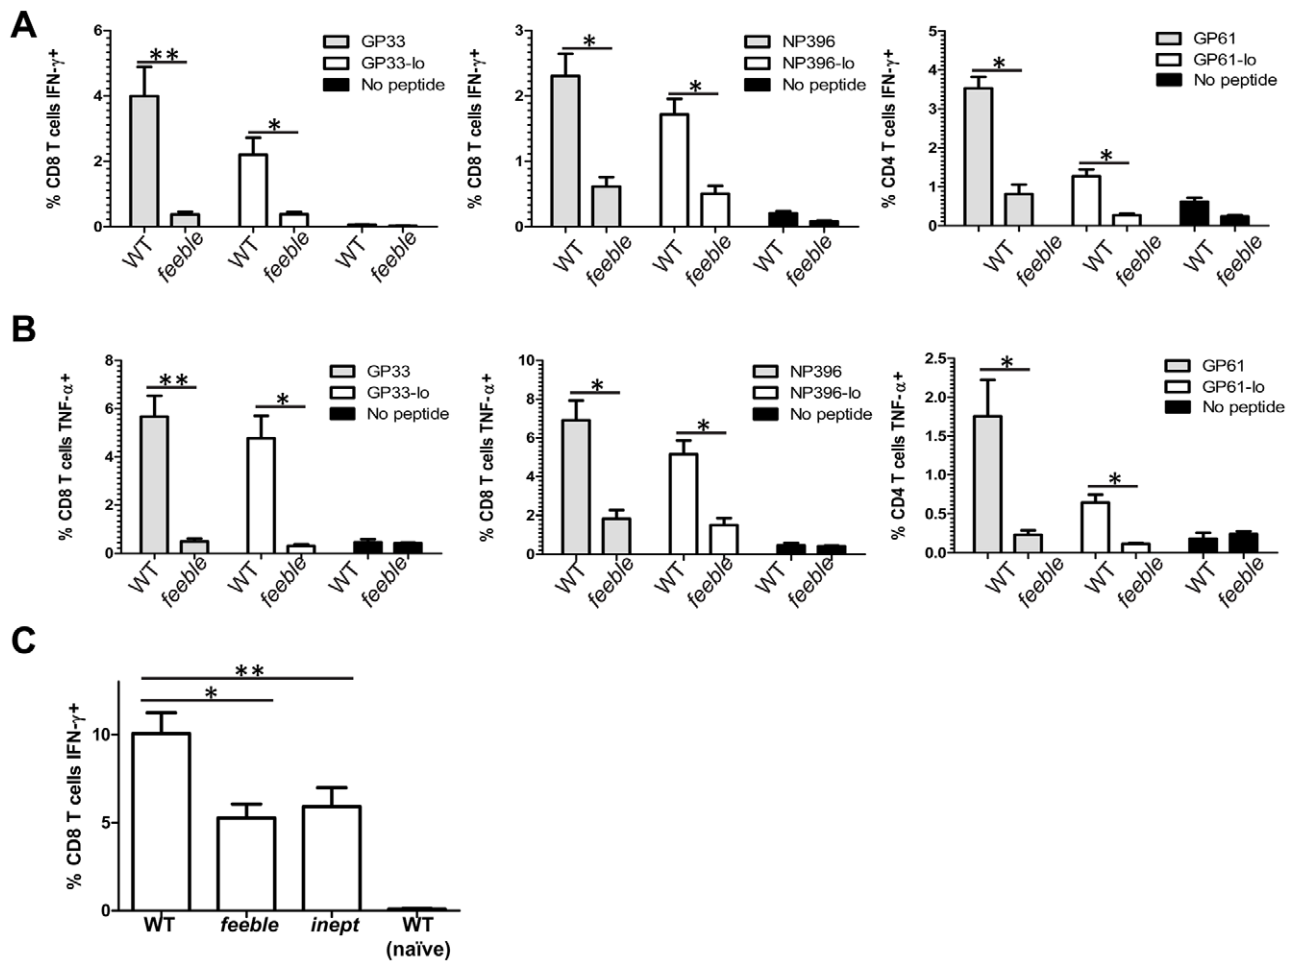 A
% CD8 T cells IFN-γ+
6
4
2
0
**
*
GP33
GP33-lo
No peptide
WT
feeble
WT
feeble
WT
feeble
% CD8 T cells IFN-γ+
3
2
1
0
*
*
NP396
NP396-lo
No peptide
WT
feeble
WT
feeble
WT
feeble
% CD4 T cells IFN-γ+
5
4
3
2
1
0
*
*
GP61
GP61-lo
No peptide
WT
feeble
WT
feeble
WT
feeble
B
% CD8 T cells TNF-α+
8
6
4
2
0
**
*
GP33
GP33-lo
No peptide
WT
feeble
WT
feeble
WT
feeble
% CD8 T cells TNF-α+
10
8
6
4
2
0
*
*
NP396
NP396-lo
No peptide
WT
feeble
WT
feeble
WT
feeble
% CD4 T cells TNF-α+
2.5
2.0
1.5
1.0
0.5
0.0
*
*
GP61
GP61-lo
No peptide
WT
feeble
WT
feeble
WT
feeble
C
% CD8 T cells IFN-γ+
10
5
0
**
*
WT
feeble
inept
WT
(naïve)